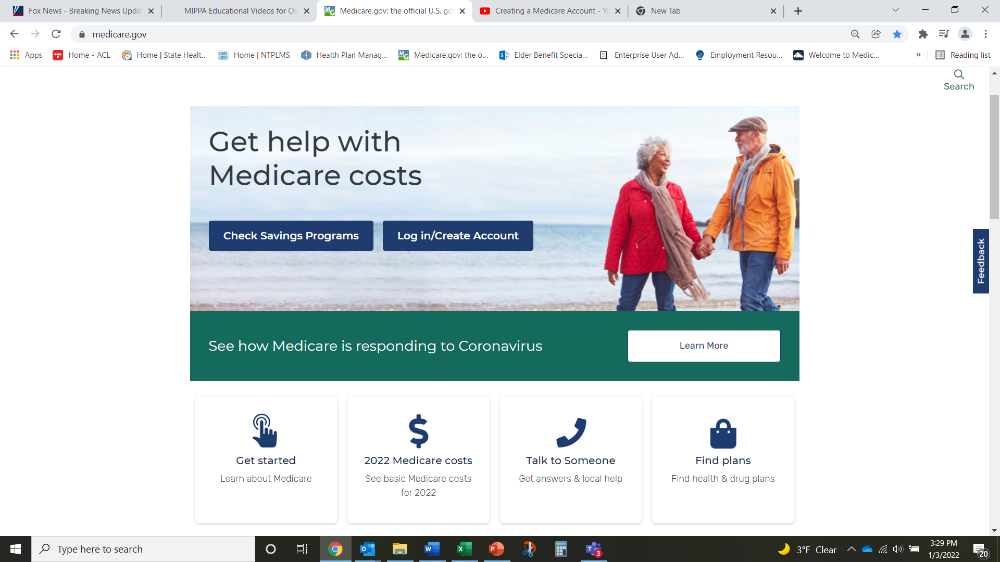 Fox News - Breaking News Updat
MIPPA Educational Videos for Ou
Medicare.gov: the official U.S. go
Creating a Medicare Account - Yo
New Tab
medicare.gov
Apps
Home - ACL
Home | State Healt...
CMS
.gov
Home | NTPLMS
Health Plan Manag...
Medicare.gov: the o...
Elder Benefit Specia...
Enterprise User Ad...
Employment Resou...
Welcome to Medic...
»
Reading list
Search
Get help with
Medicare costs
Check Savings Programs
Log in/Create Account
Feedback
See how Medicare is responding to Coronavirus
Learn More
Get started
Learn about Medicare
2022 Medicare costs
See basic Medicare costs
for 2022
Talk to Someone
Get answers & local help
Find plans
Find health & drug plans
Type here to search
3
3°F Clear
3:29 PM
1/3/2022
20